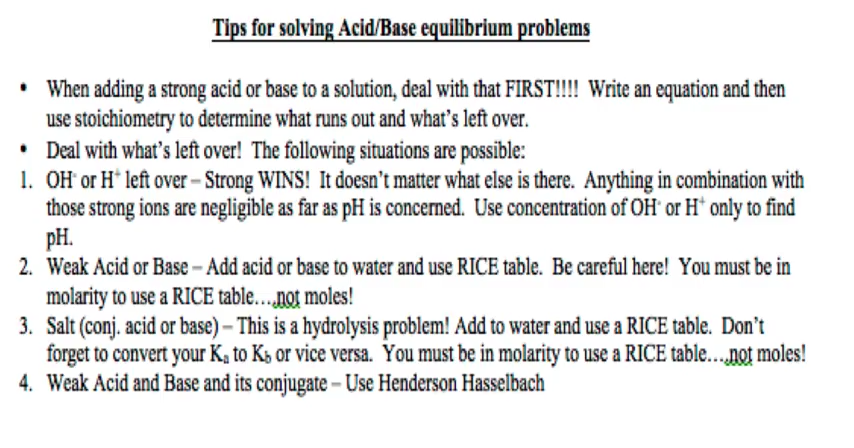 Tips for solving Acid/Base equilibrium problems
• When adding a strong acid or base to a solution, deal with that FIRST!!!! Write an equation and then
use stoichiometry to determine what runs out and what's left over.
• Deal with what's left over! The following situations are possible:
1. OH⁻ or H⁺ left over – Strong WINS! It doesn't matter what else is there. Anything in combination with
those strong ions are negligible as far as pH is concerned. Use concentration of OH⁻ or H⁺ only to find
pH.
2. Weak Acid or Base – Add acid or base to water and use RICE table. Be careful here! You must be in
molarity to use a RICE table….not moles!
3. Salt (conj. acid or base) – This is a hydrolysis problem! Add to water and use a RICE table. Don't
forget to convert your Kₐ to K_b or vice versa. You must be in molarity to use a RICE table….not moles!
4. Weak Acid and Base and its conjugate – Use Henderson Hasselbach